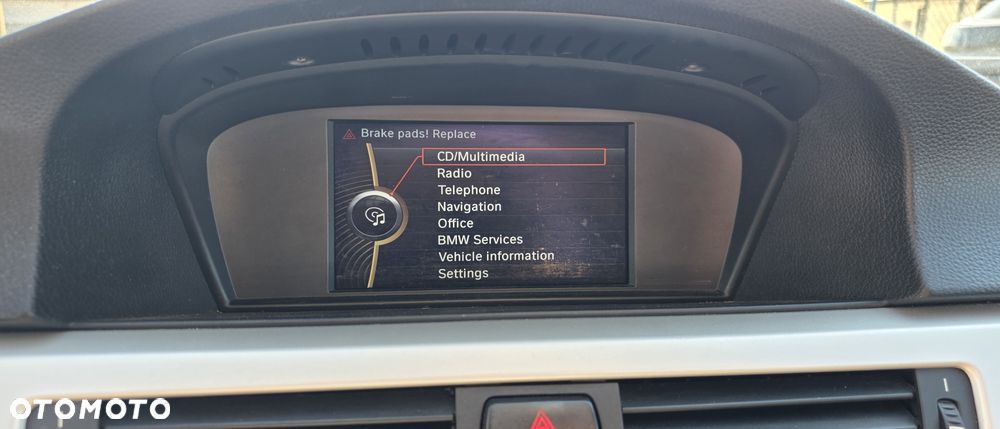 Brake pads! Replace
CD/Multimedia
Radio
Telephone
Navigation
Office
BMW Services
Vehicle information
Settings
OTOMOTO